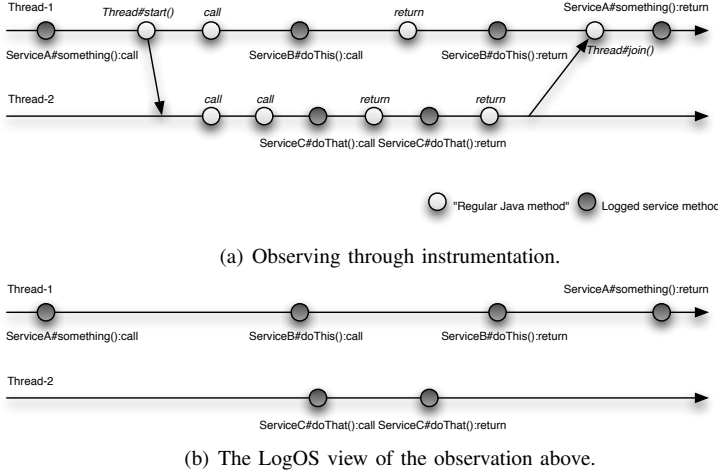 Thread-1
Thread#start()
call
return
ServiceA#something():return
ServiceA#something():call
ServiceB#doThis():call
ServiceB#doThis():return
Thread#join()
Thread-2
call
call
return
return
ServiceC#doThat():call
ServiceC#doThat():return
"Regular Java method"
Logged service method
(a) Observing through instrumentation.
Thread-1
ServiceA#something():return
ServiceA#something():call
ServiceB#doThis():call
ServiceB#doThis():return
Thread-2
ServiceC#doThat():call
ServiceC#doThat():return
(b) The LogOS view of the observation above.